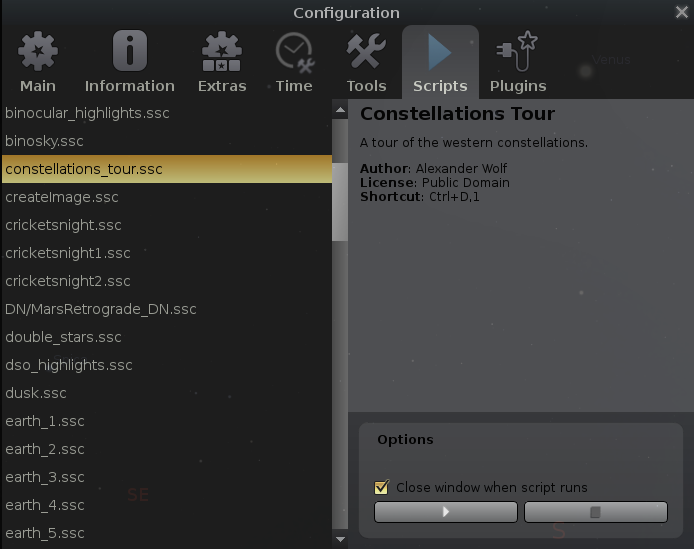 Configuration
Main Information Extras Time Tools Scripts Plugins
Venus
binocular_highlights.ssc
binosky.ssc
constellations_tour.ssc
createImage.ssc
cricketsnight.ssc
cricketsnight1.ssc
cricketsnight2.ssc
DN/MarsRetrograde_DN.ssc
double_stars.ssc
dso_highlights.ssc
dusk.ssc
earth_1.ssc
earth_2.ssc
earth_3.ssc
earth_4.ssc
earth_5.ssc
SE
Constellations Tour
A tour of the western constellations.
Author: Alexander Wolf
License: Public Domain
Shortcut: Ctrl+D,1
Options
Close window when script runs
S